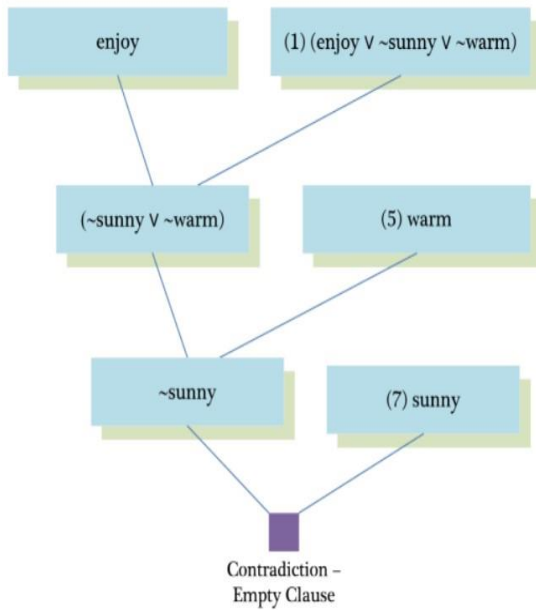 enjoy
(1) (enjoy V ~sunny V ~warm)
(~sunny V ~warm)
(5) warm
~sunny
(7) sunny
Contradiction –
Empty Clause